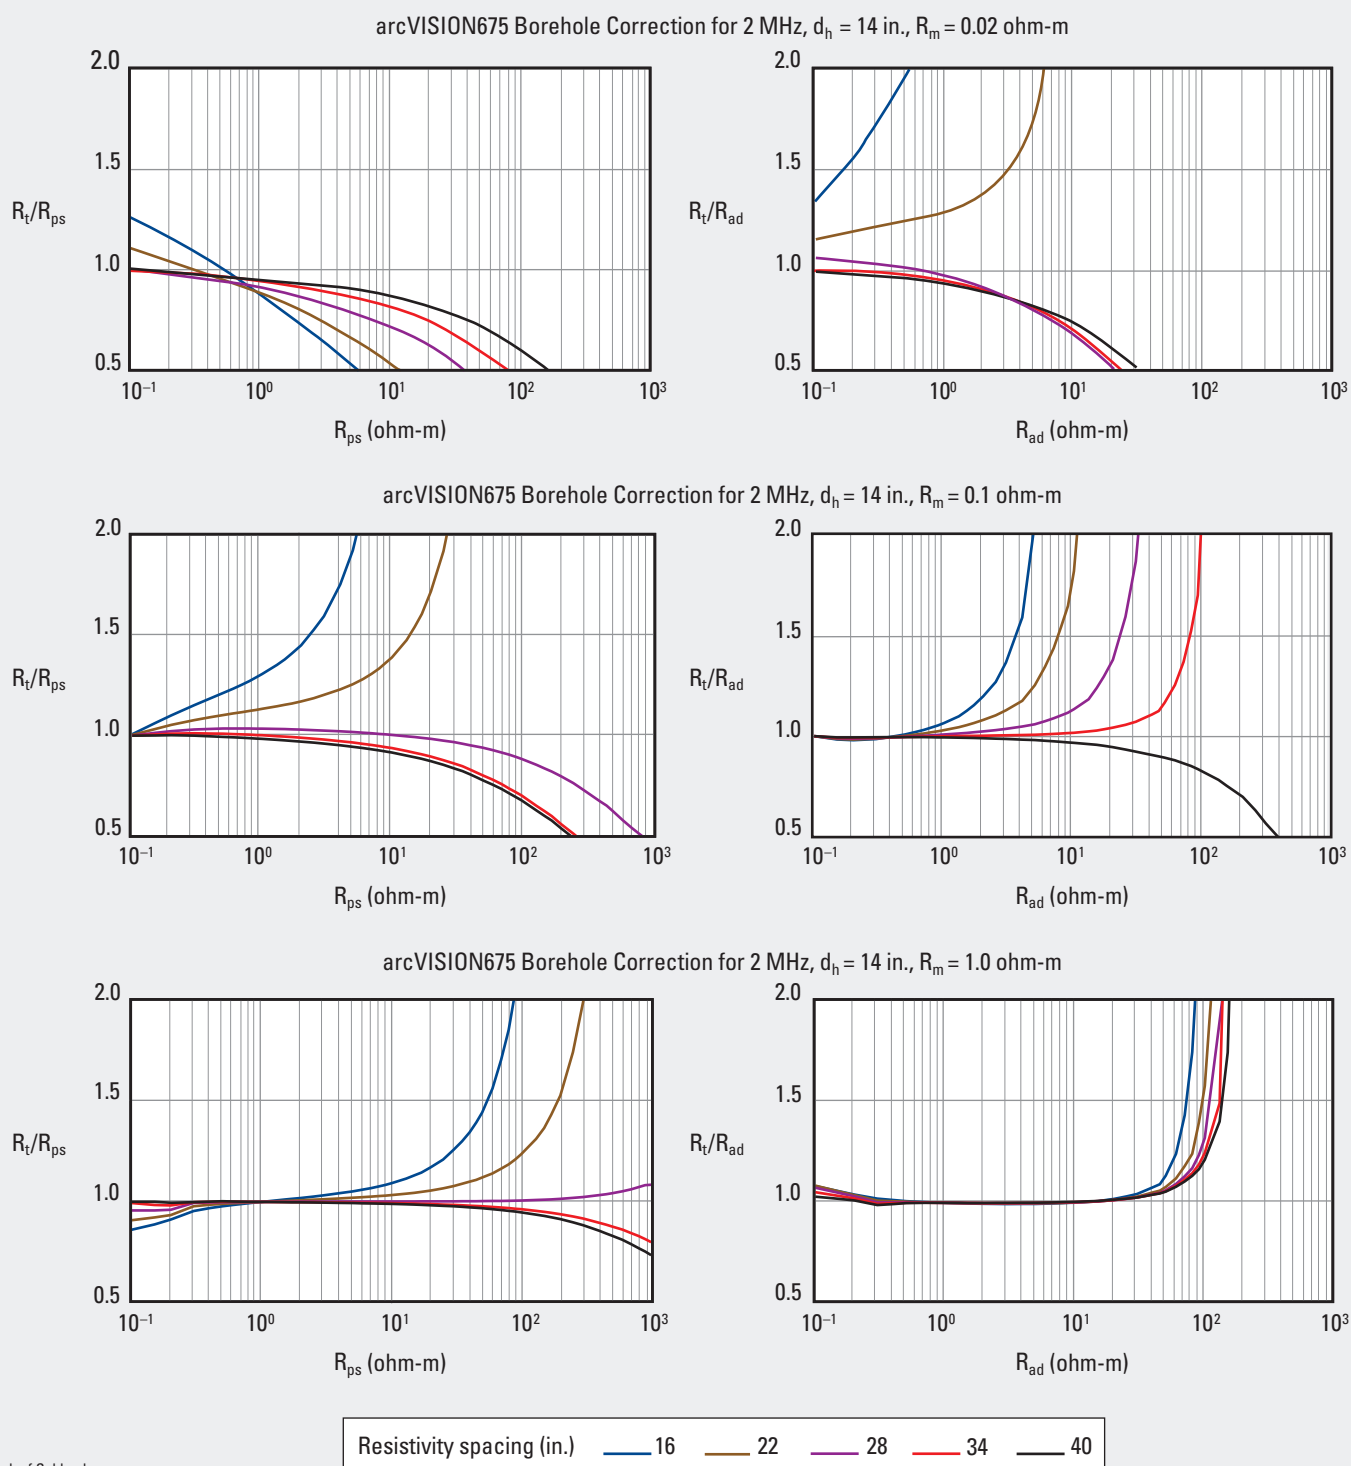 arcVISION675 Borehole Correction for 2 MHz, dh = 14 in., Rm = 0.02 ohm-m
2.0
1.5
Rt/Rps
1.0
0.5
10⁻¹ 10⁰ 10¹ 10² 10³
Rps (ohm-m)
2.0
1.5
Rt/Rad
1.0
0.5
10⁻¹ 10⁰ 10¹ 10² 10³
Rad (ohm-m)
arcVISION675 Borehole Correction for 2 MHz, dh = 14 in., Rm = 0.1 ohm-m
2.0
1.5
Rt/Rps
1.0
0.5
10⁻¹ 10⁰ 10¹ 10² 10³
Rps (ohm-m)
2.0
1.5
Rt/Rad
1.0
0.5
10⁻¹ 10⁰ 10¹ 10² 10³
Rad (ohm-m)
arcVISION675 Borehole Correction for 2 MHz, dh = 14 in., Rm = 1.0 ohm-m
2.0
1.5
Rt/Rps
1.0
0.5
10⁻¹ 10⁰ 10¹ 10² 10³
Rps (ohm-m)
2.0
1.5
Rt/Rad
1.0
0.5
10⁻¹ 10⁰ 10¹ 10² 10³
Rad (ohm-m)
Resistivity spacing (in.) 16 22 28 34 40